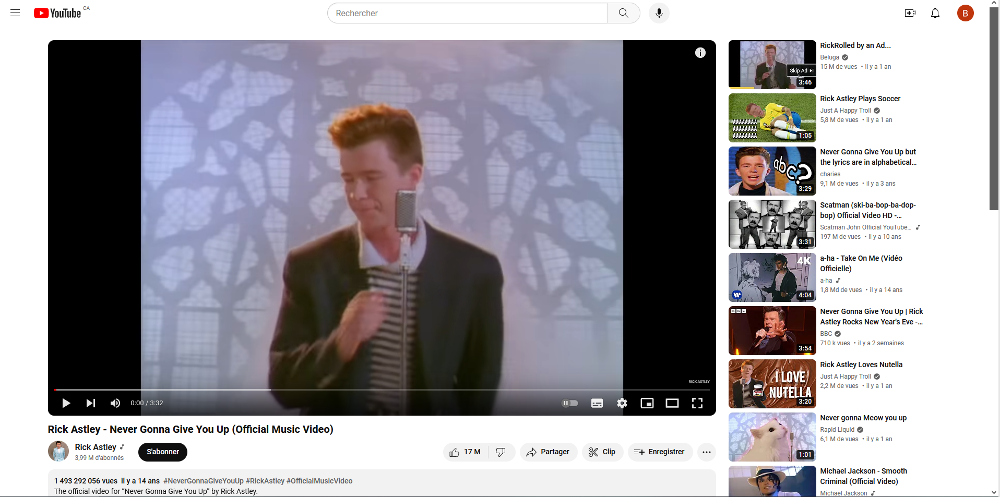 YouTube CA
Rechercher
B
i
RICK ASTLEY
0:00 / 3:32
Rick Astley - Never Gonna Give You Up (Official Music Video)
Rick Astley
3,99 M d'abonnés
S'abonner
17 M
Partager
Clip
Enregistrer
1 493 292 056 vues il y a 14 ans #NeverGonnaGiveYouUp #RickAstley #OfficialMusicVideo
The official video for “Never Gonna Give You Up” by Rick Astley.
Skip Ad
3:46
RickRolled by an Ad...
Beluga
15 M de vues • il y a 1 an
AAAAAAAA
AAAAAAAA
AAAAAAAA
1:05
Rick Astley Plays Soccer
Just A Happy Troll
5,8 M de vues • il y a 1 an
abc?
3:29
Never Gonna Give You Up but
the lyrics are in alphabetical...
charies
9,1 M de vues • il y a 3 ans
3:31
Scatman (ski-ba-bop-ba-dop-
bop) Official Video HD -...
Scatman John Official YouTube...
197 M de vues • il y a 10 ans
4K
4:04
a-ha - Take On Me (Vidéo
Officielle)
a-ha
1,8 Md de vues • il y a 14 ans
BBC
3:54
Never Gonna Give You Up | Rick
Astley Rocks New Year's Eve -...
BBC
710 k vues • il y a 2 semaines
I LOVE
NUTELLA
nutella
3:20
Rick Astley Loves Nutella
Just A Happy Troll
2,2 M de vues • il y a 1 an
1:01
Never gonna Meow you up
Rapid Liquid
6,1 M de vues • il y a 1 an
Michael Jackson - Smooth
Criminal (Official Video)
Michael Jackson